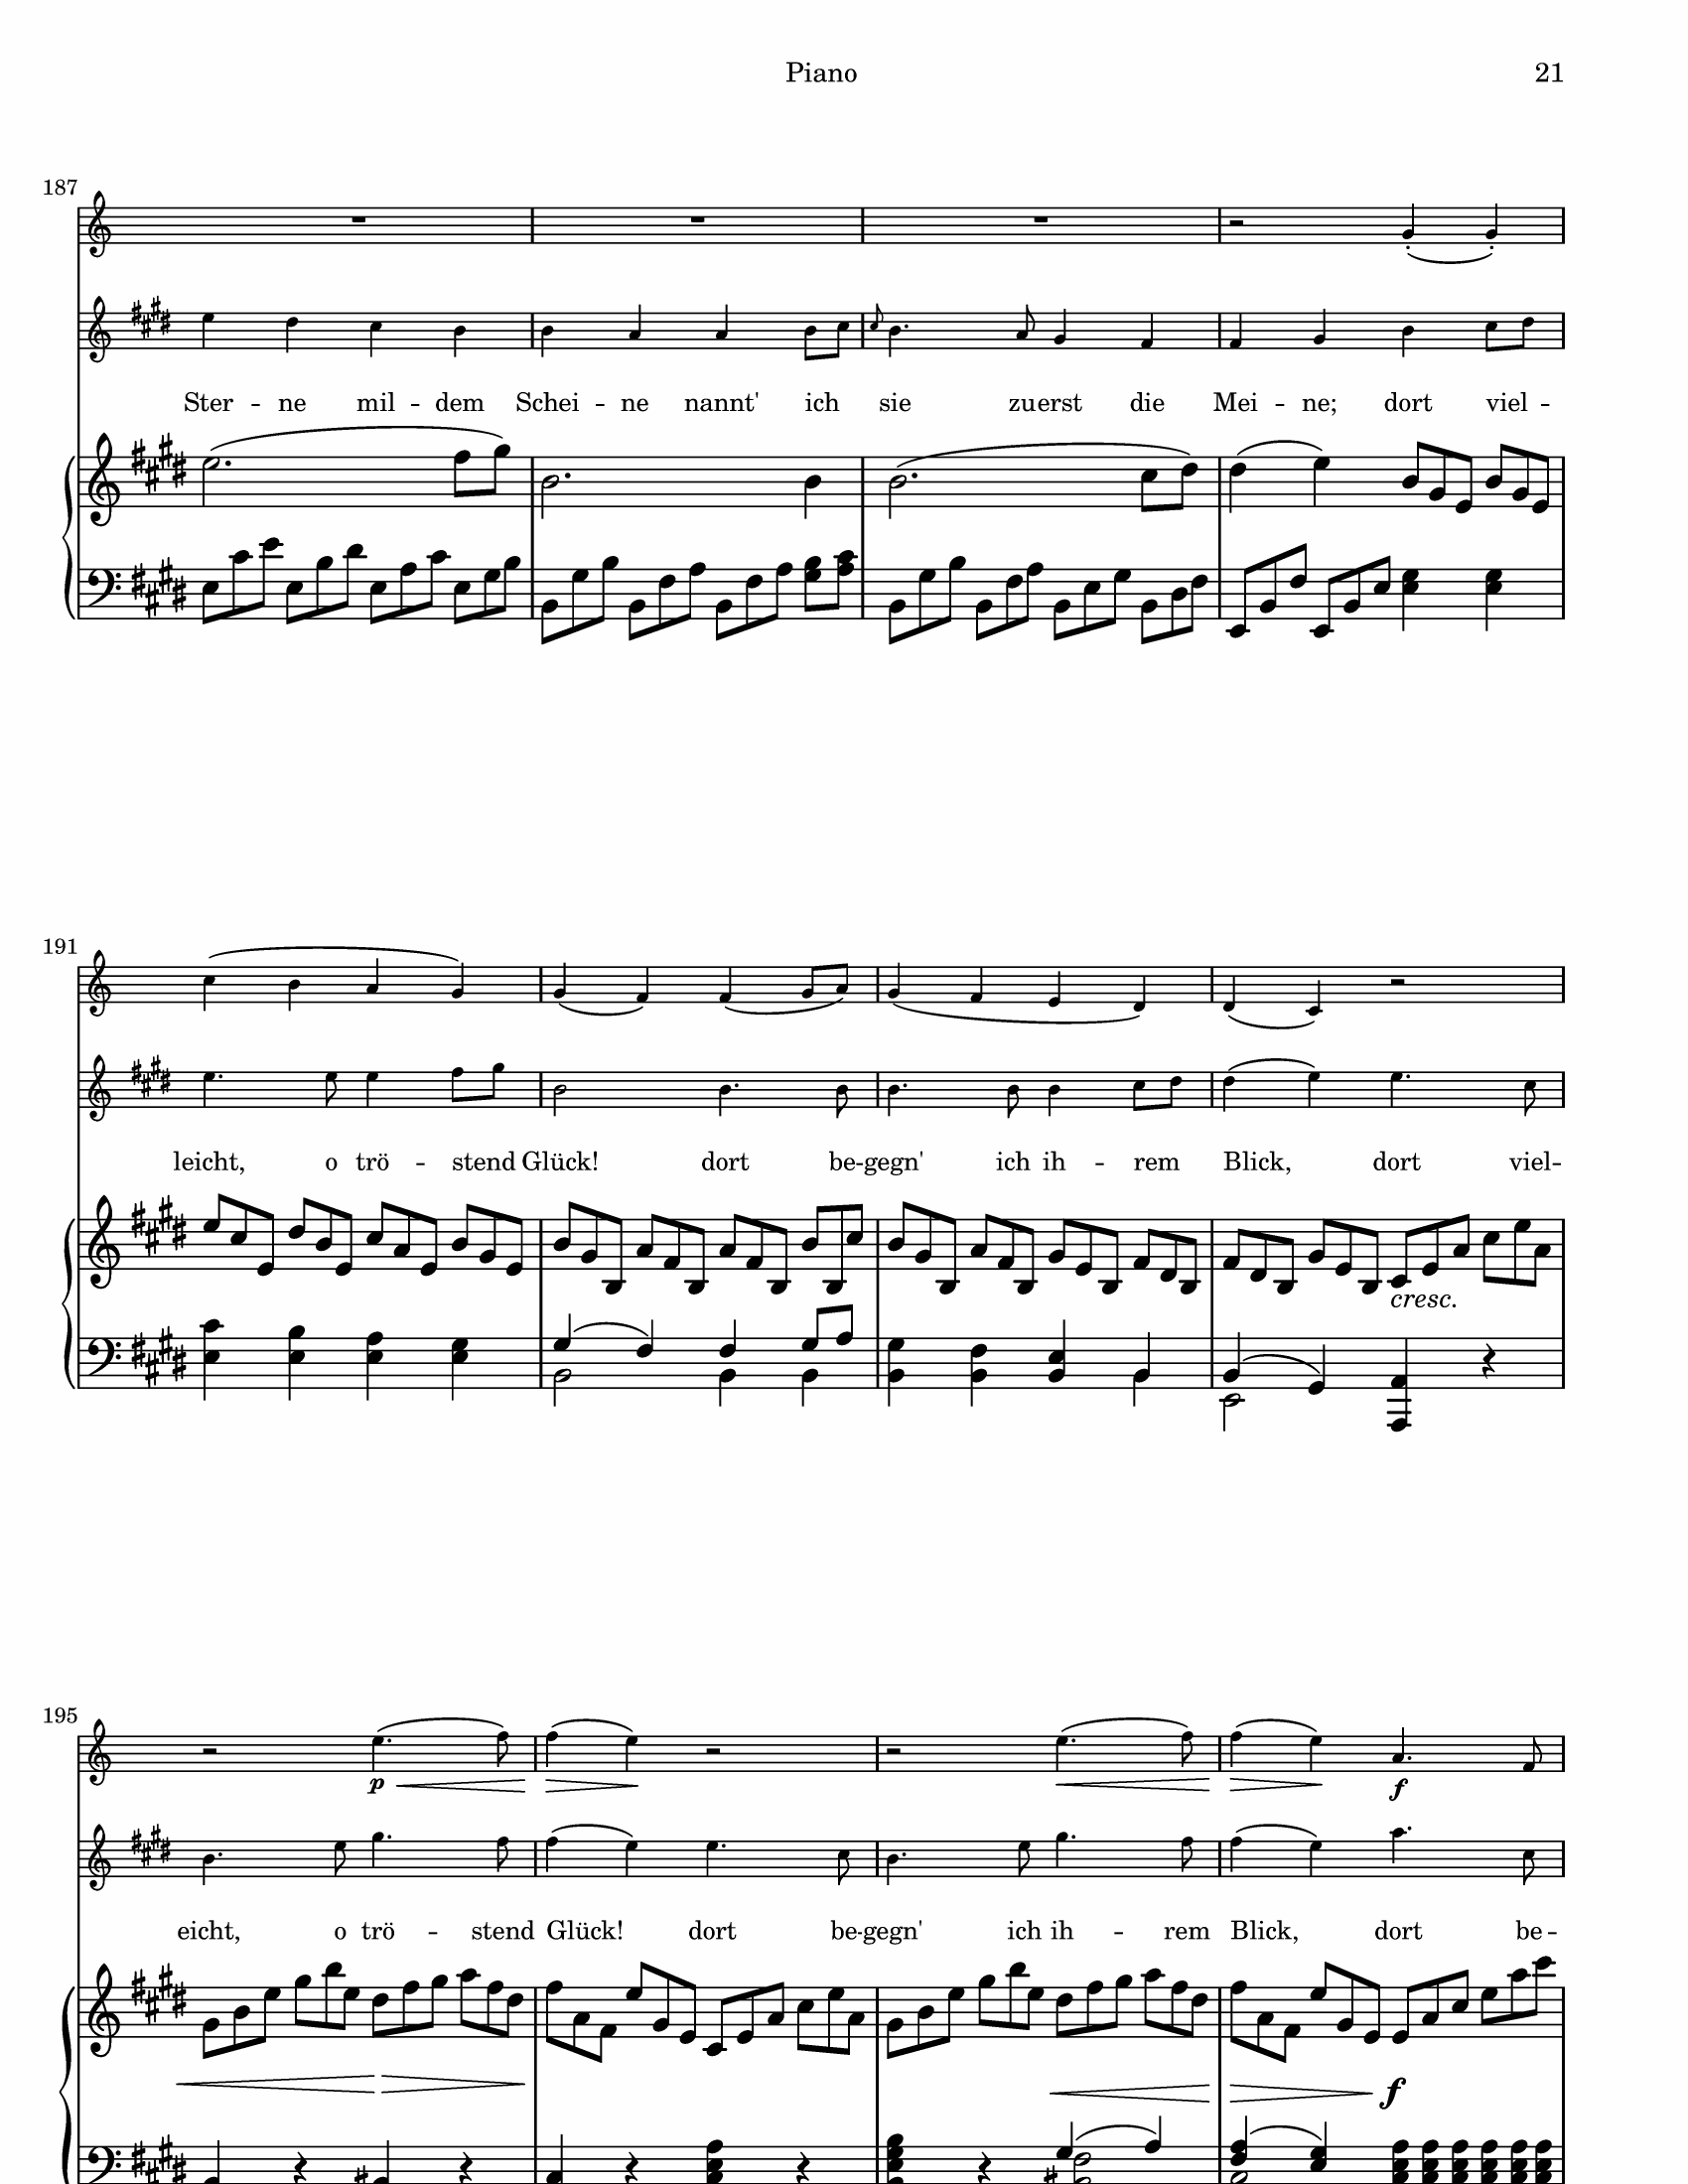 Piano 21
187
Ster -- ne mil -- dem Schei -- ne nannt' ich sie zuerst die Mei -- ne; dort viel --
191
leicht, o trö -- stend Glück! dort be -- gegn' ich ih -- rem Blick, dort viel --
cresc.
195
p f
eicht, o trö -- stend Glück! dort be -- gegn' ich ih -- rem Blick, dort be --
f